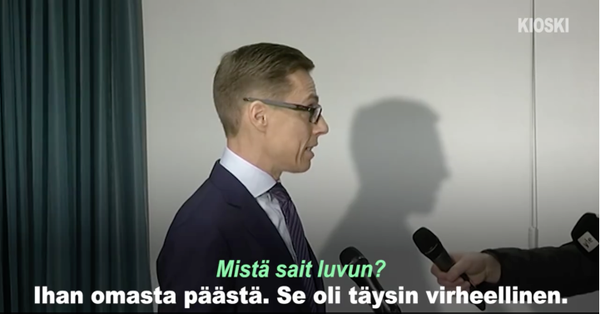 KIOSKI
Mistä sait luvun?
Ihan omasta päästä. Se oli täysin virheellinen.